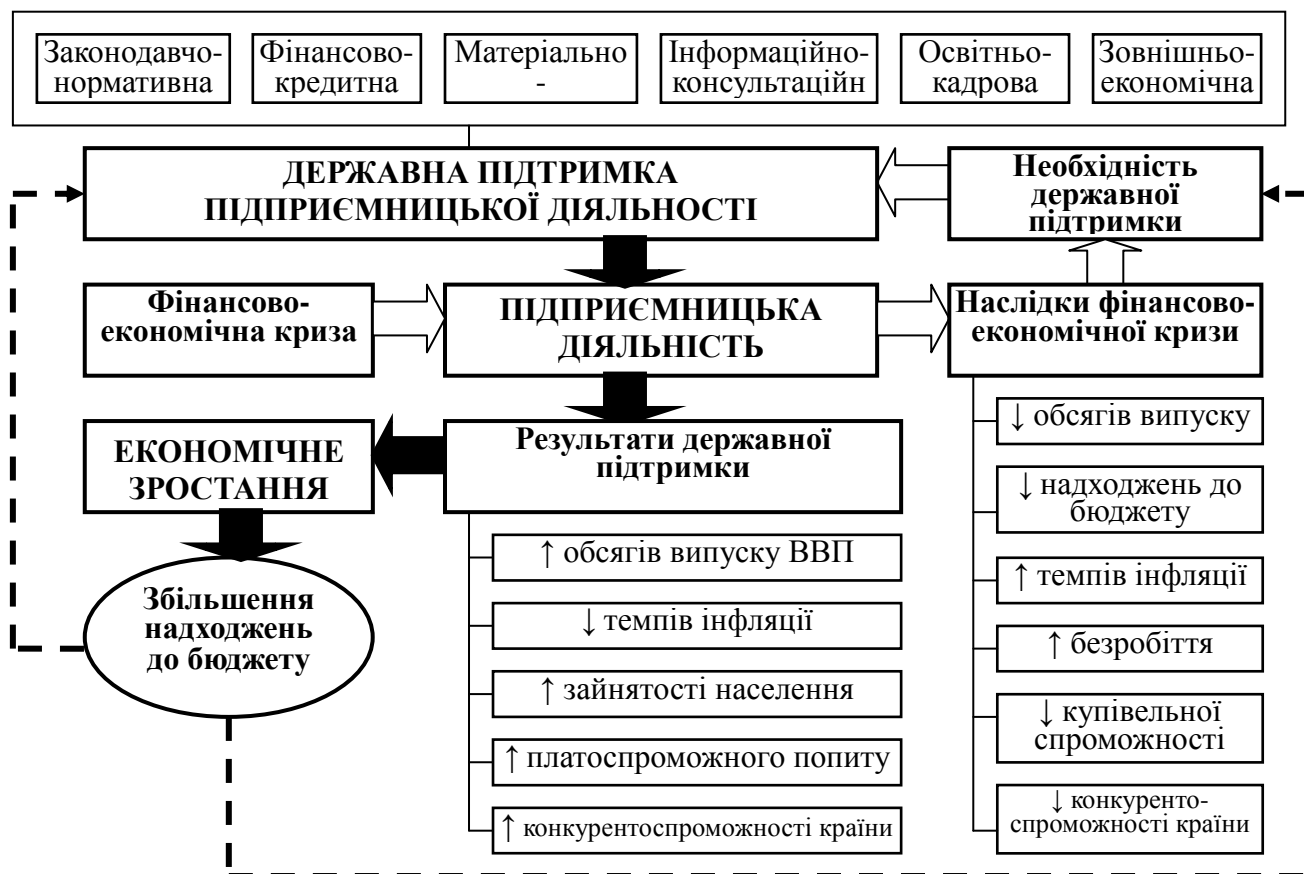 Законодавчо-
нормативна
Фінансово-
кредитна
Матеріально
-
Інформаційно-
консультаційн
Освітньо-
кадрова
Зовнішньо-
економічна
ДЕРЖАВНА ПІДТРИМКА
ПІДПРИЄМНИЦЬКОЇ ДІЯЛЬНОСТІ
Необхідність
державної
підтримки
Фінансово-
економічна криза
ПІДПРИЄМНИЦЬКА
ДІЯЛЬНІСТЬ
Наслідки фінансово-
економічної кризи
ЕКОНОМІЧНЕ
ЗРОСТАННЯ
Результати державної
підтримки
Збільшення
надходжень
до бюджету
↑ обсягів випуску ВВП
↓ темпів інфляції
↑ зайнятості населення
↑ платоспроможного попиту
↑ конкурентоспроможності країни
↓ обсягів випуску
↓ надходжень до
бюджету
↑ темпів інфляції
↑ безробіття
↓ купівельної
спроможності
↓ конкуренто-
спроможності країни